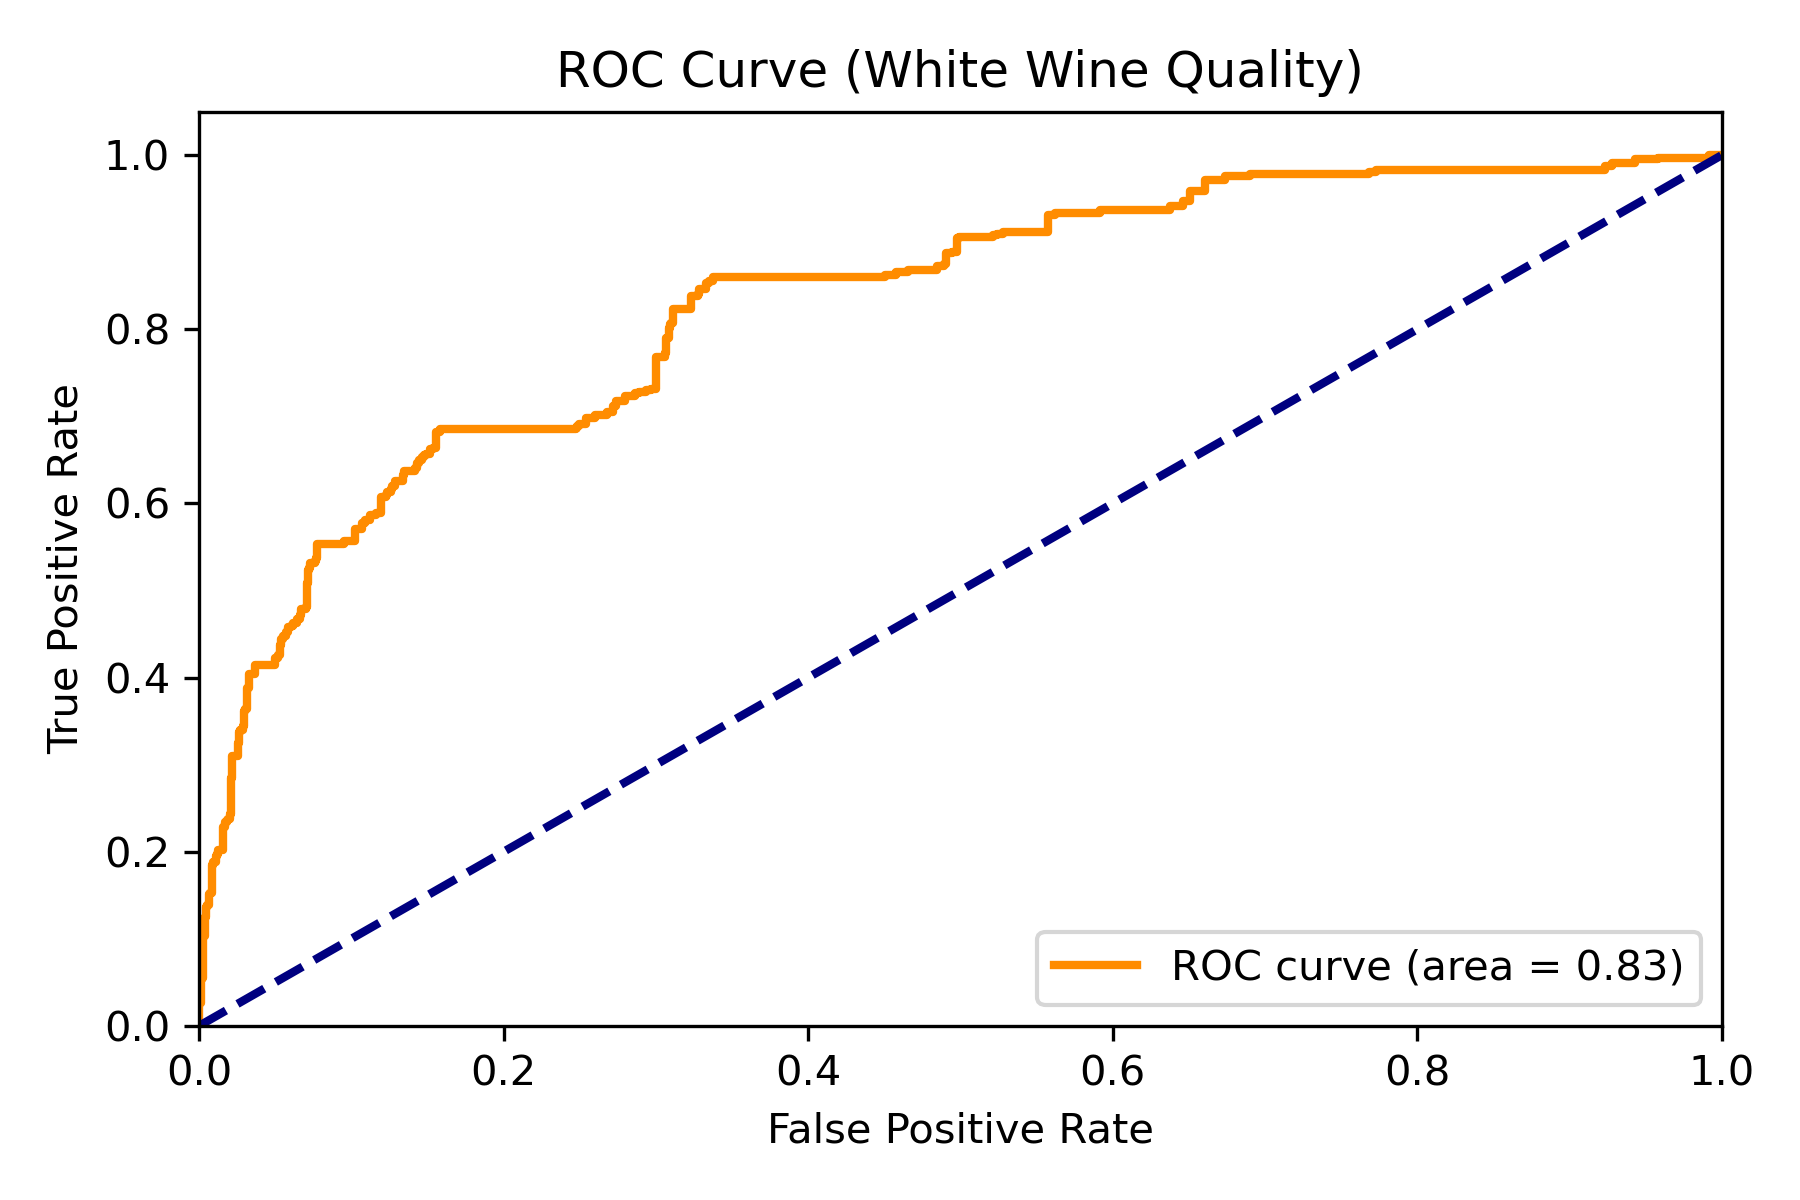 ROC Curve (White Wine Quality)
1.0
0.8
0.6
0.4
0.2
0.0
True Positive Rate
ROC curve (area = 0.83)
0.0 0.2 0.4 0.6 0.8 1.0
False Positive Rate